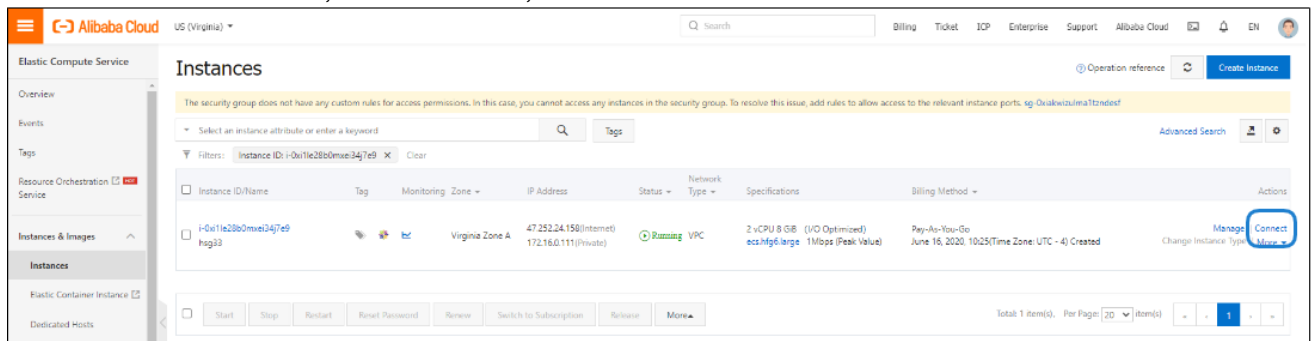 Alibaba Cloud US (Virginia) Search Billing Ticket ICP Enterprise Support Alibaba Cloud EN
Elastic Compute Service
Instances
Operation reference
Create Instance
Overview
The security group does not have any custom rules for access permissions. In this case, you cannot access any instances in the security group. To resolve this issue, add rules to allow access to the relevant instance ports.
Events
Select an instance attribute or enter a keyword
Tags
Advanced Search
Tags
Filters: Instance ID: i-0xi1le28b0mxei34j7e9 Clear
Resource Orchestration HOT
Service
Instance ID/Name Tag Monitoring Zone IP Address Status Network Type Specifications Billing Method Actions
Instances & Images
i-0xi1le28b0mxei34j7e9
hsg33
Virginia Zone A
47.252.24.158(Internet)
172.16.0.111(Private)
Running VPC
2 vCPU 8 GiB (I/O Optimized)
ecs.hfg6.large 1Mbps (Peak Value)
Pay-As-You-Go
June 16, 2020, 10:25(Time Zone: UTC - 4) Created
Manage Connect
Change Instance Type More
Instances
Elastic Container Instance
Dedicated Hosts
Start Stop Restart Reset Password Renew Switch to Subscription Release More
Total: 1 item(s), Per Page: 20 item(s) 1